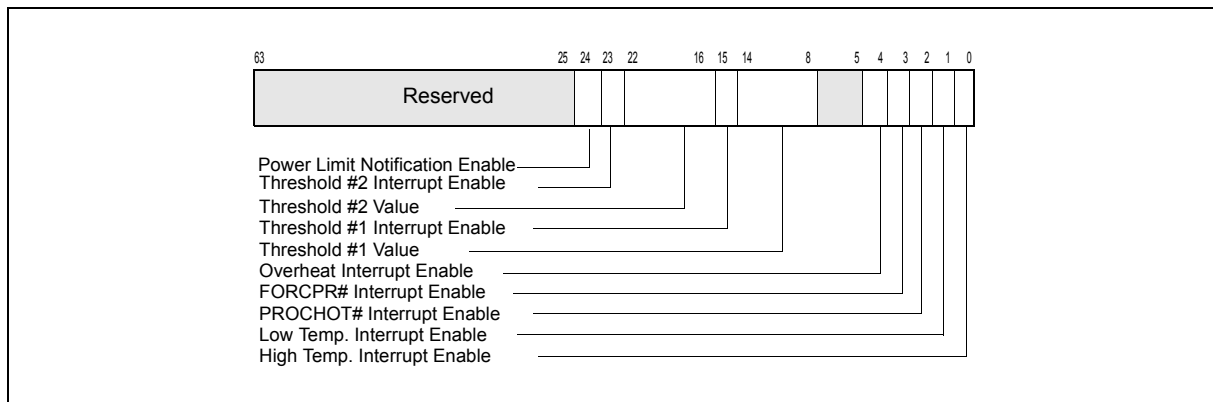 63 25 24 23 22 16 15 14 8 5 4 3 2 1 0
Reserved
Power Limit Notification Enable
Threshold #2 Interrupt Enable
Threshold #2 Value
Threshold #1 Interrupt Enable
Threshold #1 Value
Overheat Interrupt Enable
FORCPR# Interrupt Enable
PROCHOT# Interrupt Enable
Low Temp. Interrupt Enable
High Temp. Interrupt Enable